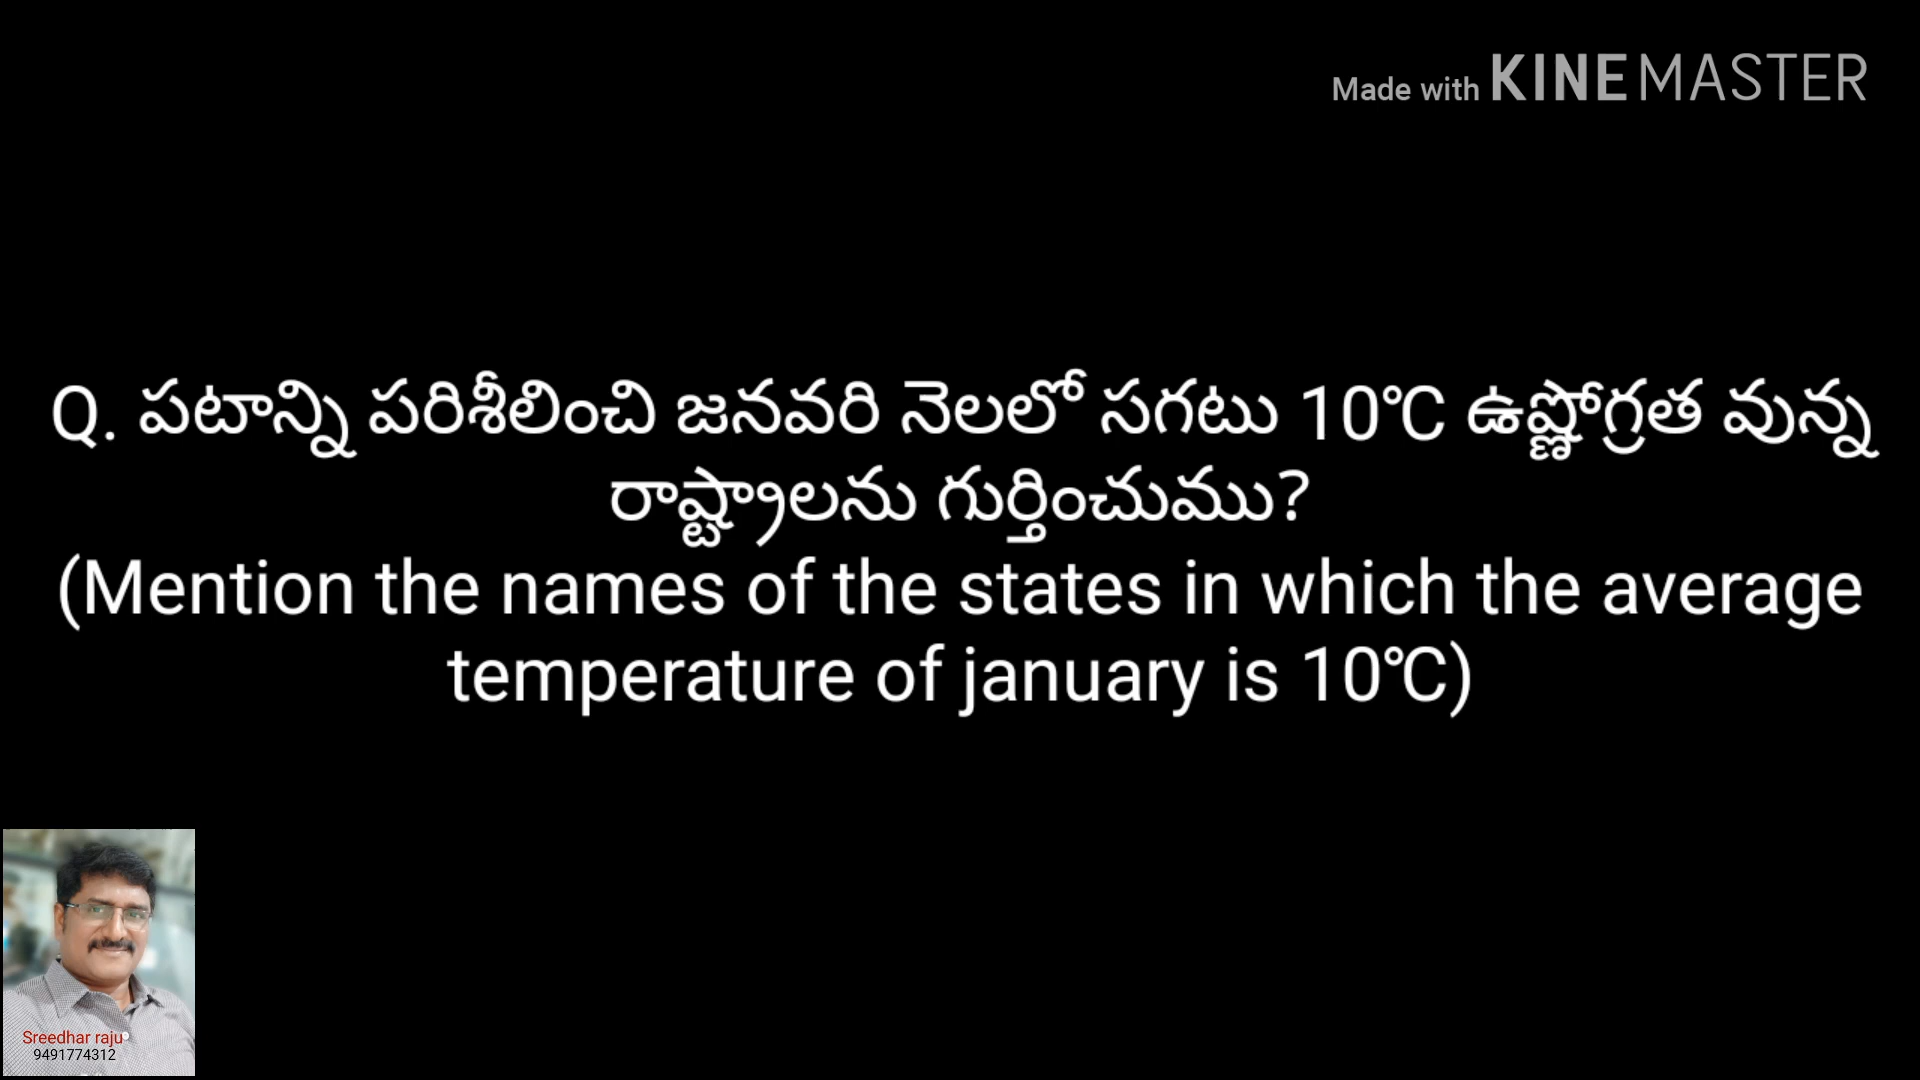 Made with KINEMASTER
Q. పటాన్ని పరిశీలించి జనవరి నెలలో సగటు 10℃ ఉష్ణోగ్రత వున్న
రాష్ట్రాలను గుర్తించుము?
(Mention the names of the states in which the average
temperature of january is 10℃)
Sreedhar raju
9491774312